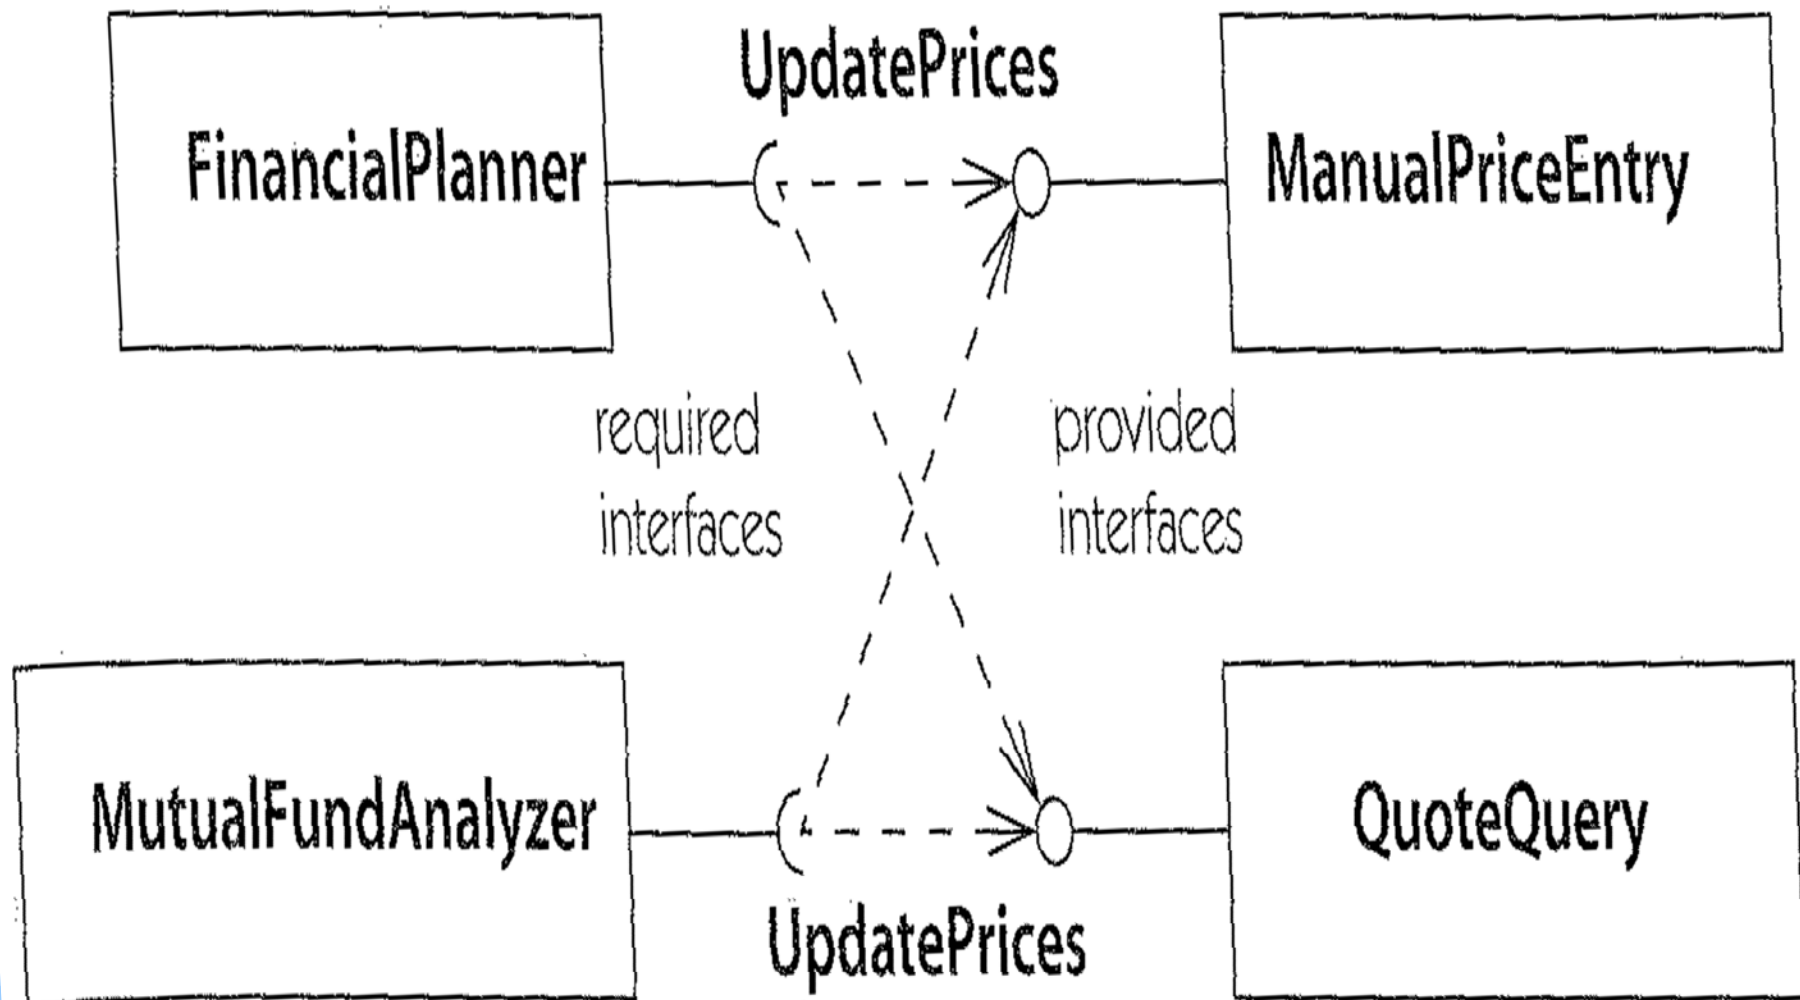 UpdatePrices
FinancialPlanner
ManualPriceEntry
required
interfaces
provided
interfaces
MutualFundAnalyzer
QuoteQuery
UpdatePrices